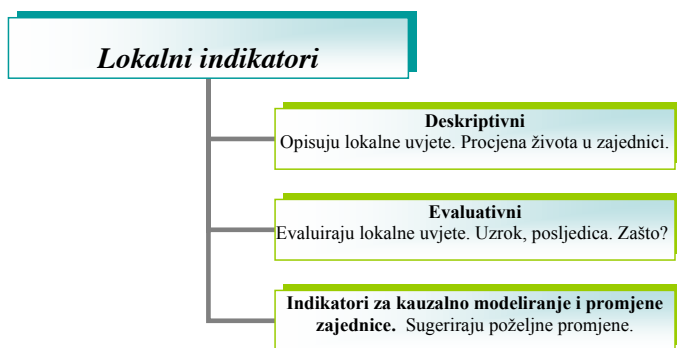 Lokalni indikatori
Deskriptivni
Opisuju lokalne uvjete. Procjena života u zajednici.
Evaluativni
Evaluiraju lokalne uvjete. Uzrok, posljedica. Zašto?
Indikatori za kauzalno modeliranje i promjene
zajednice. Sugeriraju poželjne promjene.